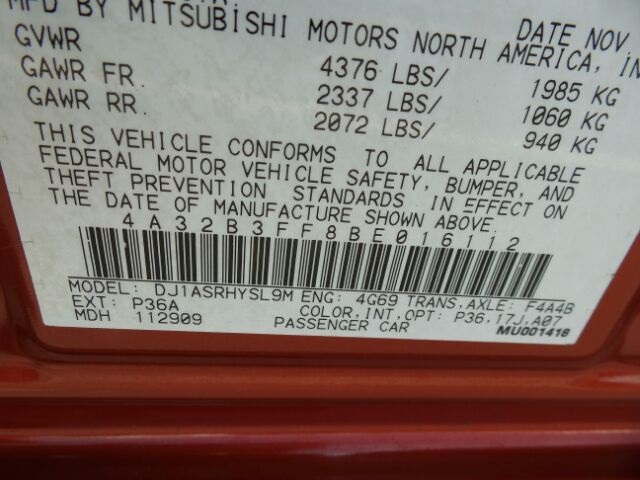 MFD BY MITSUBISHI MOTORS NORTH AMERICA, IN
DATE NOV
GVWR 4376 LBS/ 1985 KG
GAWR FR. 2337 LBS/ 1060 KG
GAWR RR. 2072 LBS/ 940 KG
THIS VEHICLE CONFORMS TO ALL APPLICABLE
FEDERAL MOTOR VEHICLE SAFETY, BUMPER, AND
THEFT PREVENTION STANDARDS IN EFFECT ON
THE DATE OF MANUFACTURE SHOWN ABOVE.
4A32B3FF8BE016112
MODEL: DJ1ASRHYSL9M ENG: 4G69 TRANS.AXLE: F4A4B
EXT: P36A COLOR.INT.OPT: P36.17J.A07
MDH 112909 PASSENGER CAR MU001418